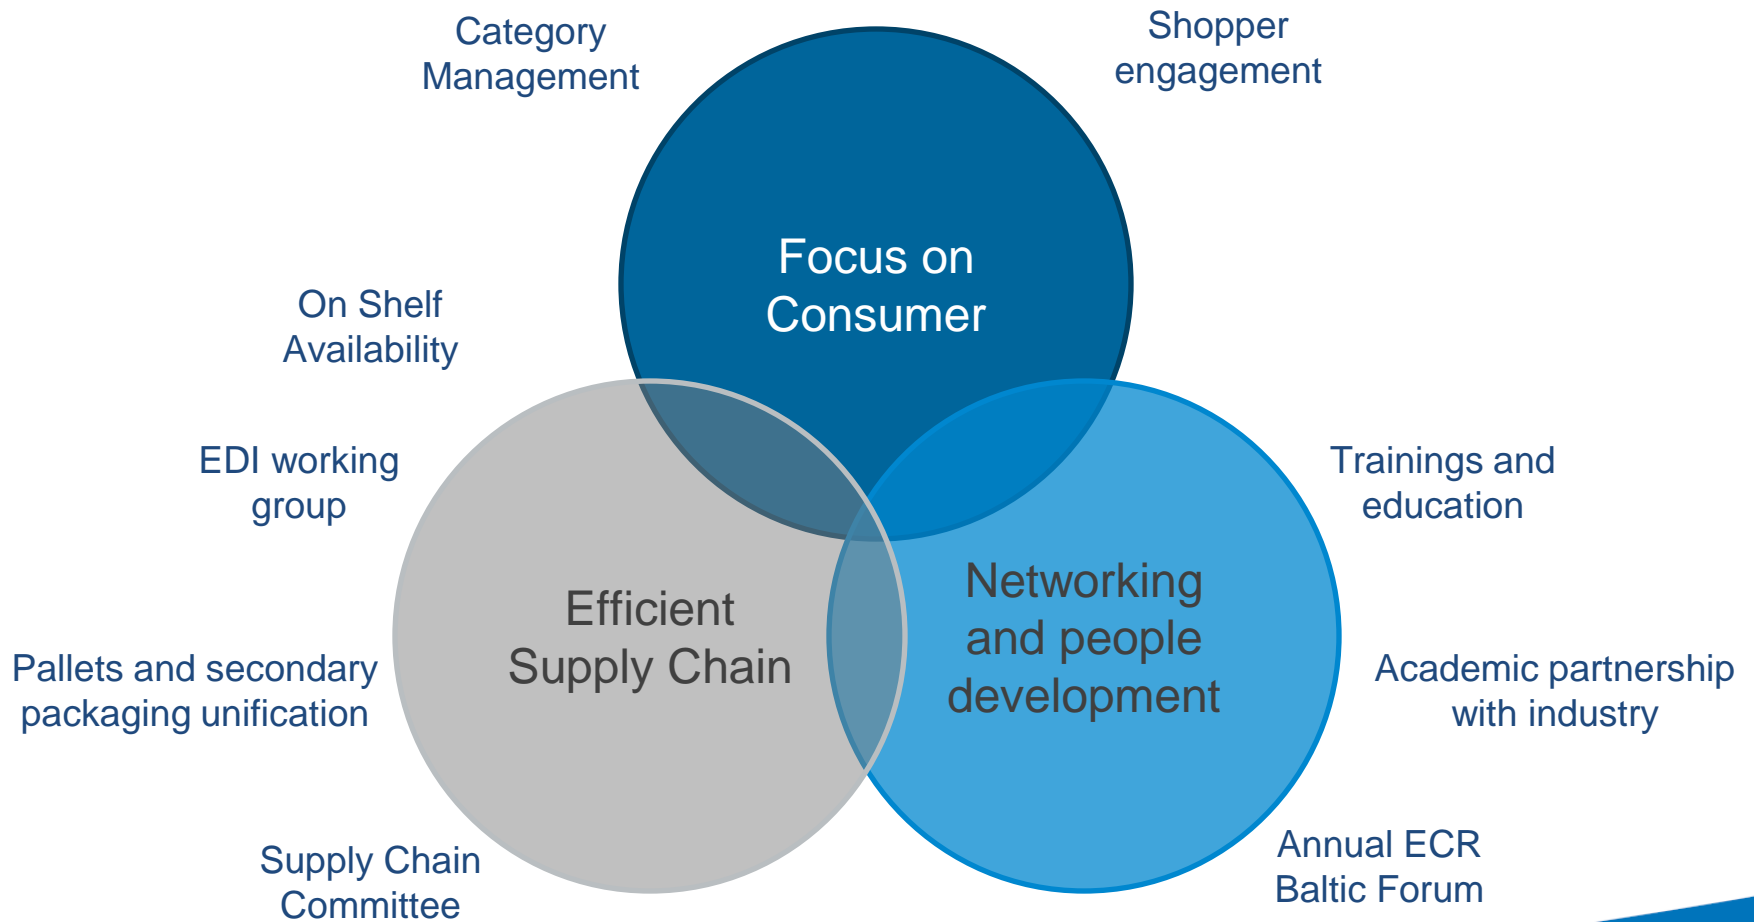 Category
Management
Shopper
engagement
Focus on
Consumer
On Shelf
Availability
EDI working
group
Pallets and secondary
packaging unification
Supply Chain
Committee
Efficient
Supply Chain
Networking
and people
development
Trainings and
education
Academic partnership
with industry
Annual ECR
Baltic Forum